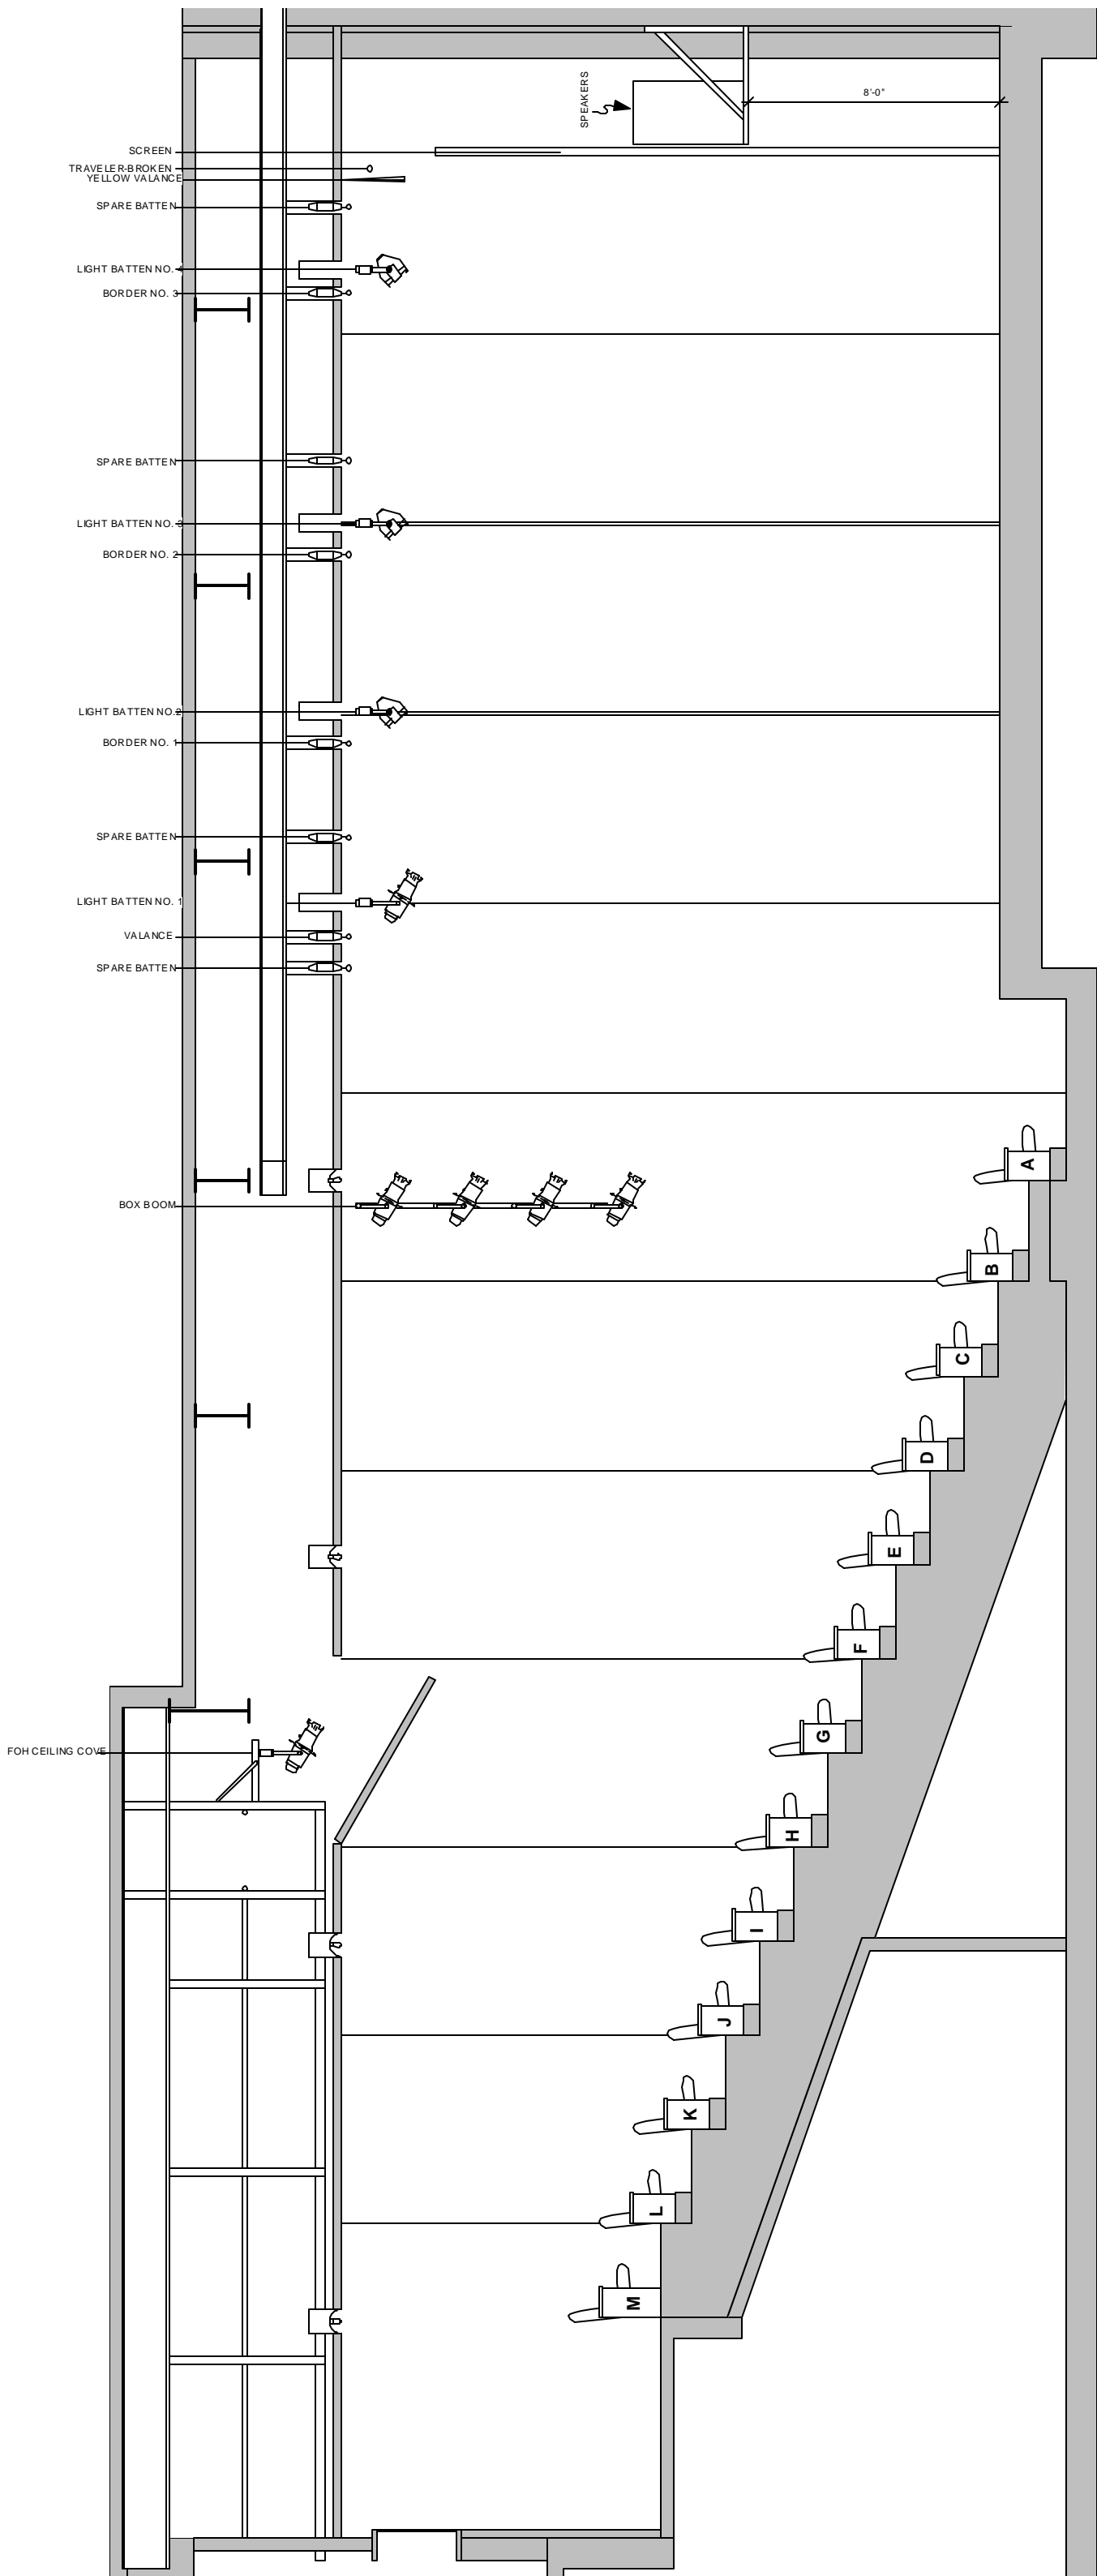 8'-0"
SPEAKERS
SCREEN
TRAVELER-BROKEN
YELLOW VALANCE
SPARE BATTEN
LIGHT BATTEN NO. 4
BORDER NO. 3
SPARE BATTEN
LIGHT BATTEN NO. 3
BORDER NO. 2
LIGHT BATTEN NO.2
BORDER NO. 1
SPARE BATTEN
LIGHT BATTEN NO. 1
VALANCE
SPARE BATTEN
A
BOX BOOM
B
C
D
E
F
G
FOH CEILING COVE
H
I
J
K
L
M